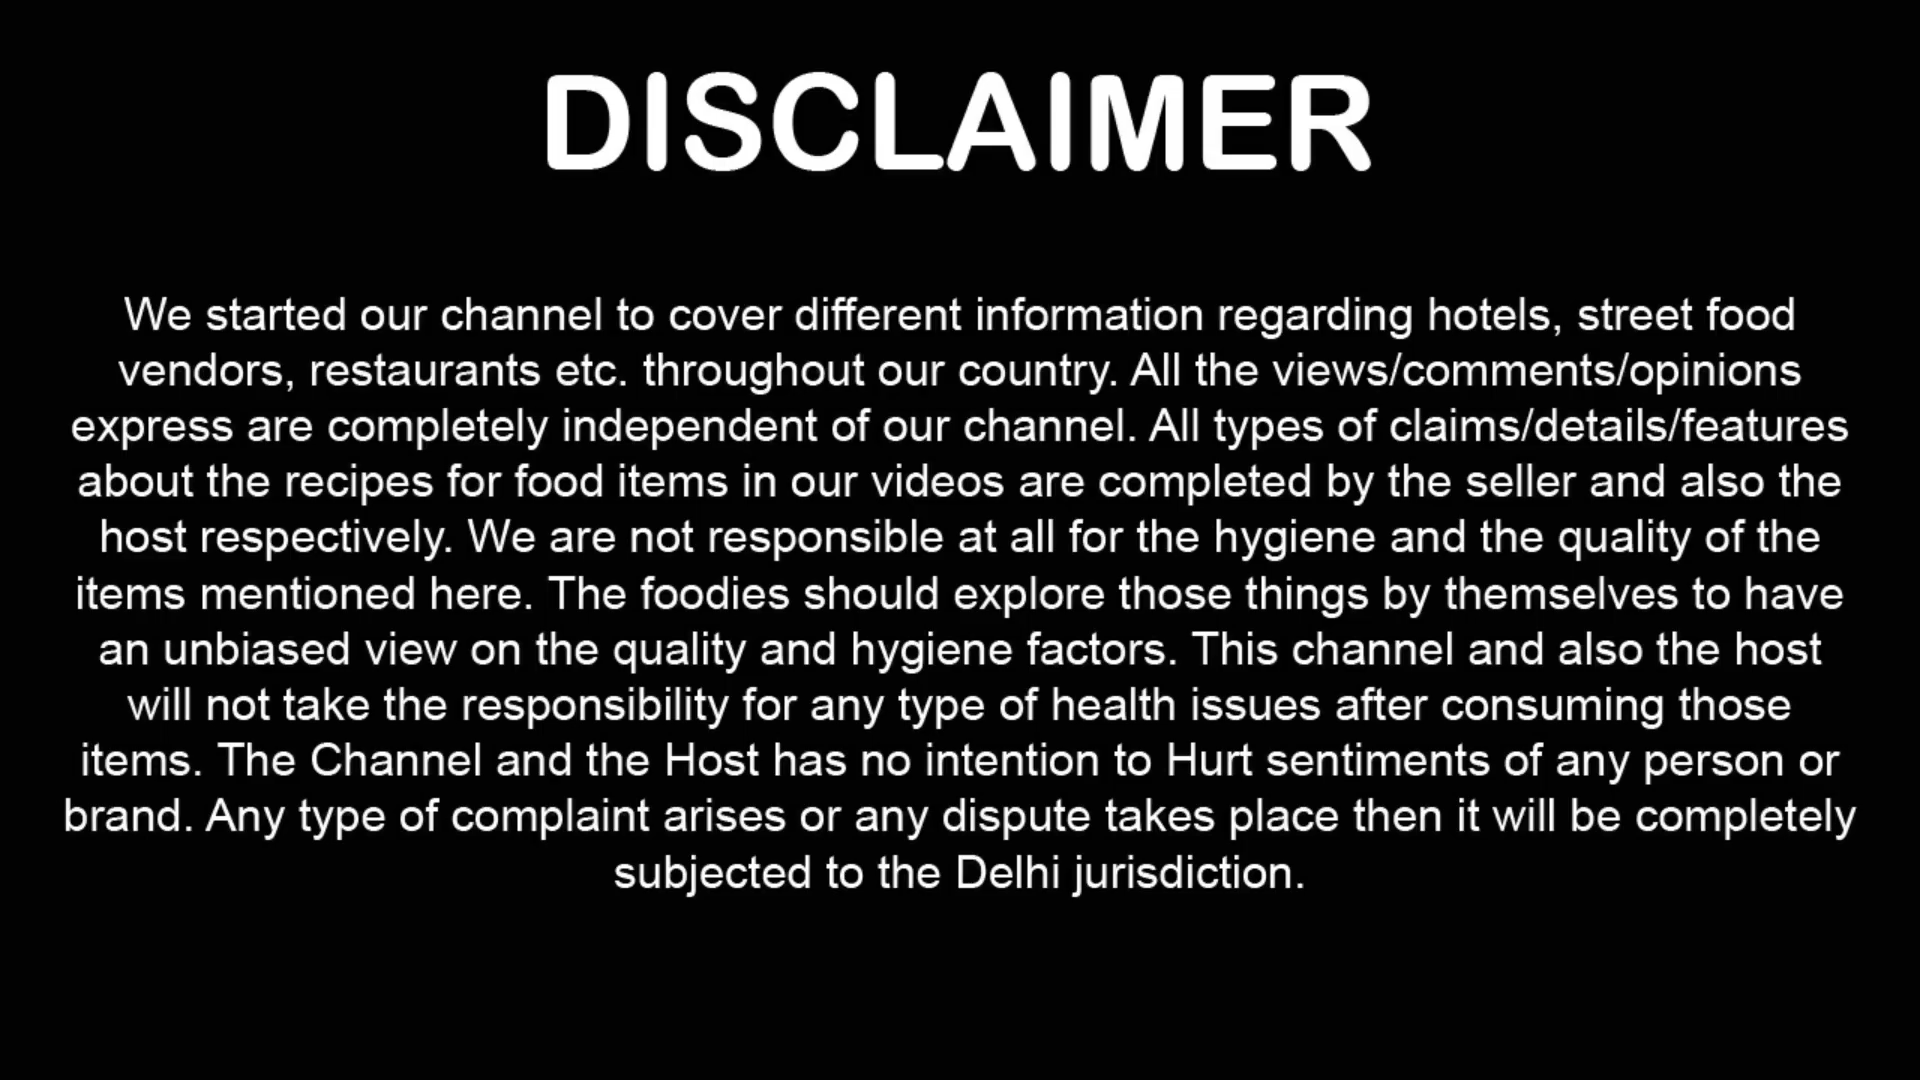 DISCLAIMER
We started our channel to cover different information regarding hotels, street food
vendors, restaurants etc. throughout our country. All the views/comments/opinions
express are completely independent of our channel. All types of claims/details/features
about the recipes for food items in our videos are completed by the seller and also the
host respectively. We are not responsible at all for the hygiene and the quality of the
items mentioned here. The foodies should explore those things by themselves to have
an unbiased view on the quality and hygiene factors. This channel and also the host
will not take the responsibility for any type of health issues after consuming those
items. The Channel and the Host has no intention to Hurt sentiments of any person or
brand. Any type of complaint arises or any dispute takes place then it will be completely
subjected to the Delhi jurisdiction.